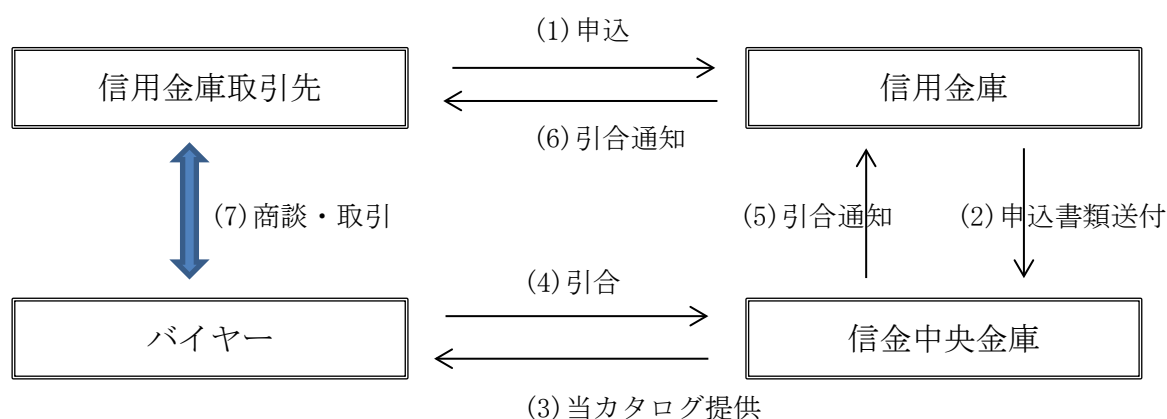 (1)申込
信用金庫取引先
信用金庫
(6)引合通知
(7)商談・取引
(5)引合通知
(2)申込書類送付
(4)引合
バイヤー
信金中央金庫
(3)当カタログ提供